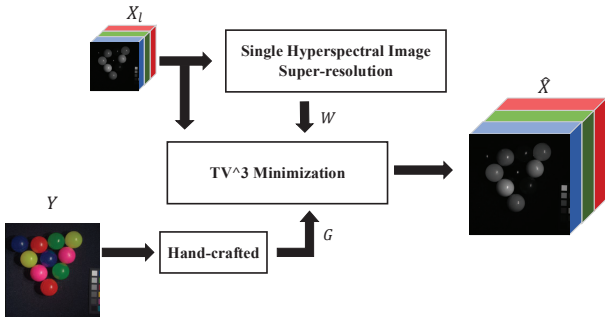 X_l
Single Hyperspectral Image
Super-resolution
W
X̂
TV^3 Minimization
Y
Hand-crafted
G